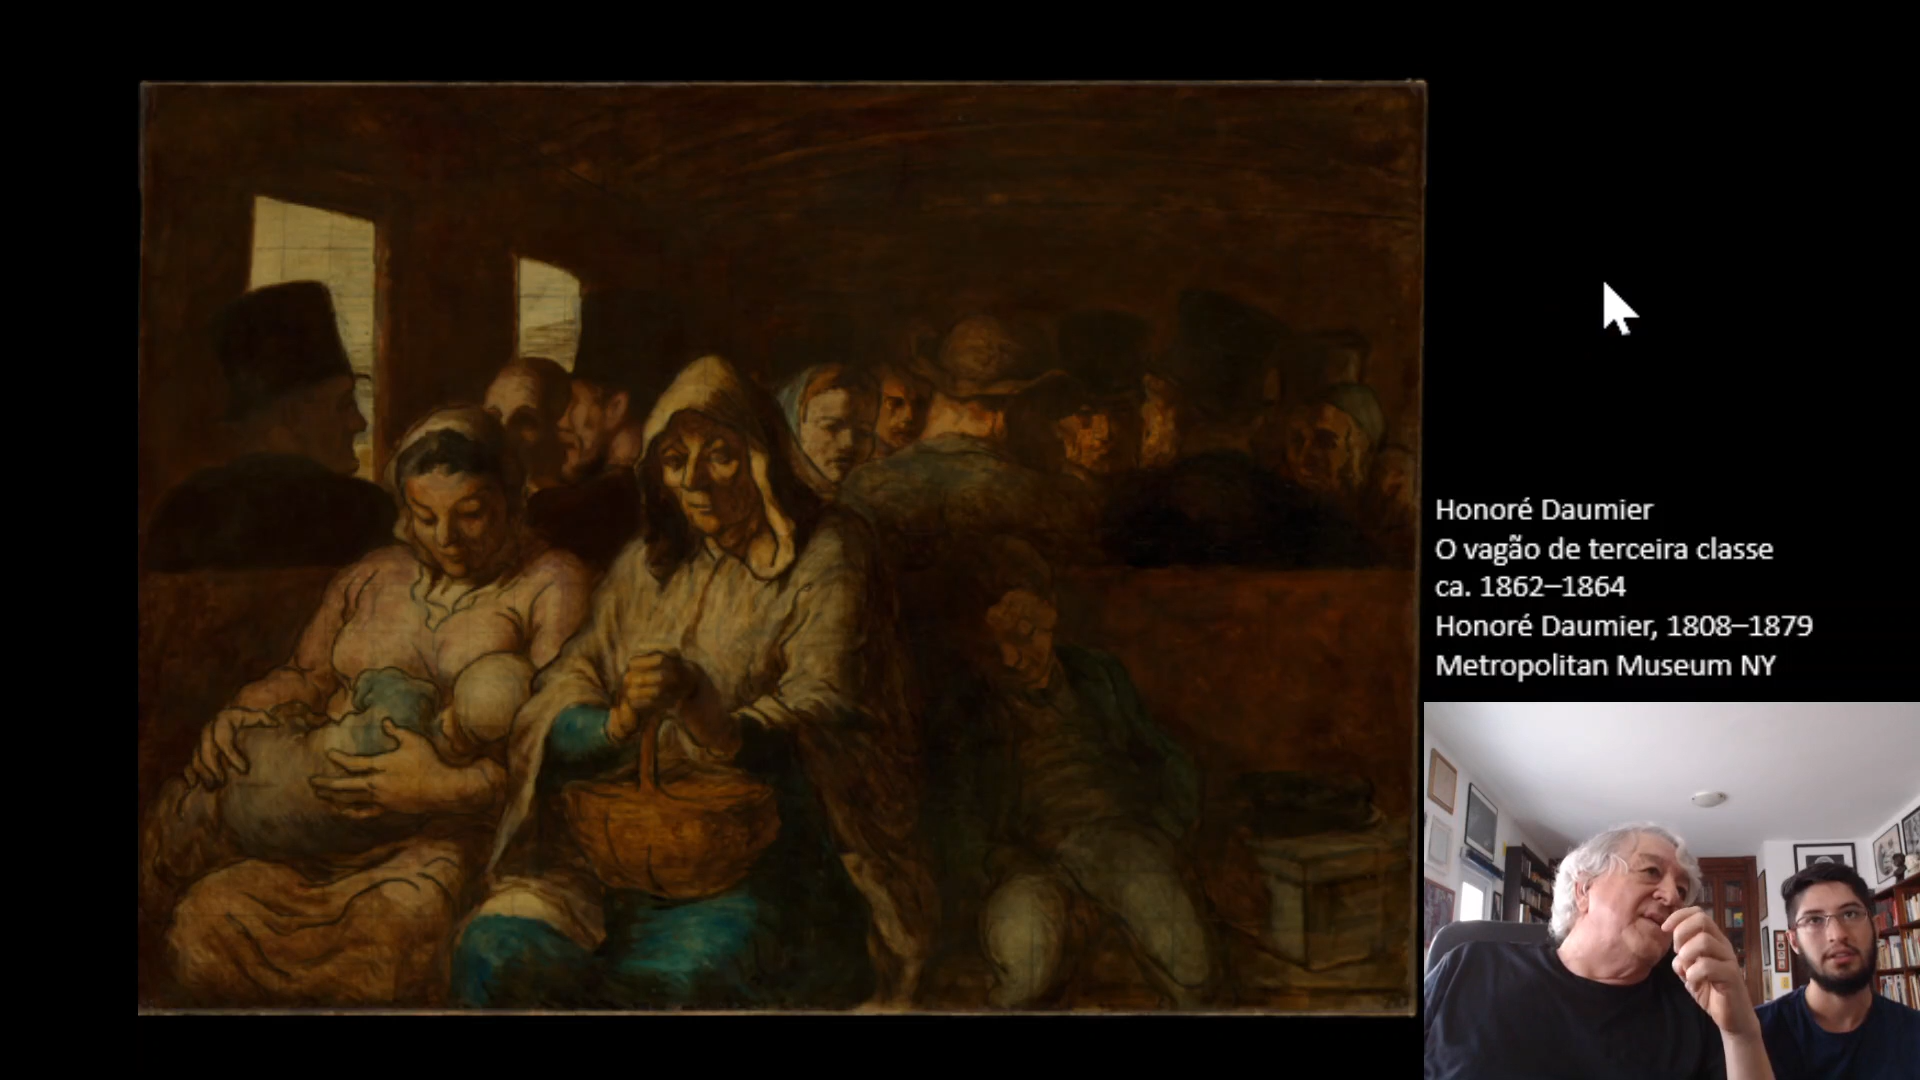 Honoré Daumier
O vagão de terceira classe
ca. 1862–1864
Honoré Daumier, 1808–1879
Metropolitan Museum NY